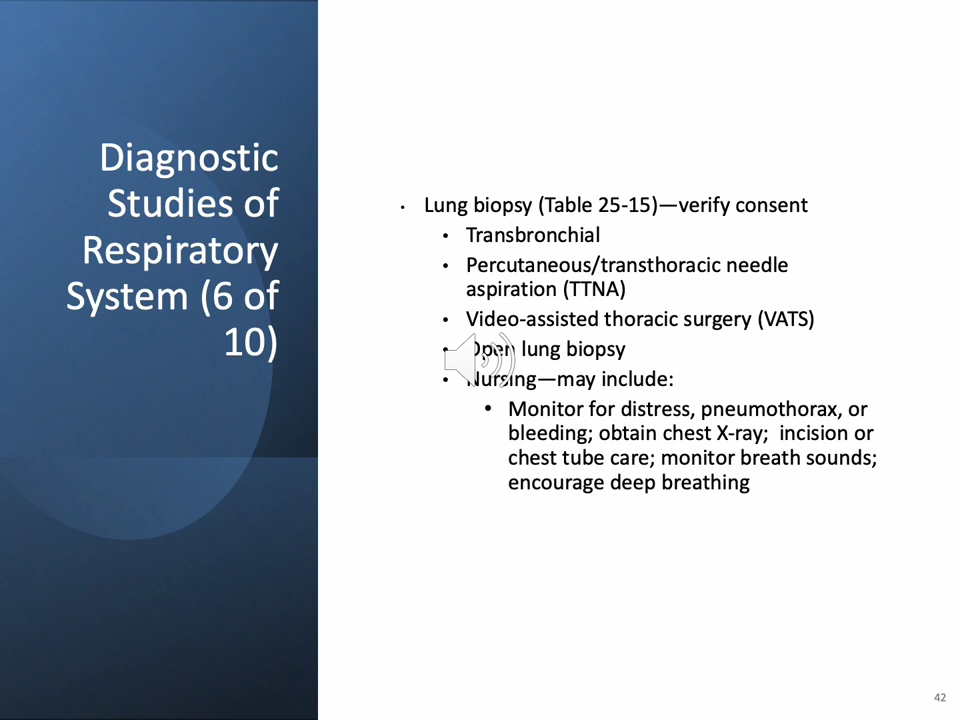 Diagnostic
Studies of
Respiratory
System (6 of
10)
• Lung biopsy (Table 25-15)—verify consent
• Transbronchial
• Percutaneous/transthoracic needle
aspiration (TTNA)
• Video-assisted thoracic surgery (VATS)
• Open lung biopsy
• Nursing—may include:
• Monitor for distress, pneumothorax, or
bleeding; obtain chest X-ray;  incision or
chest tube care; monitor breath sounds;
encourage deep breathing
42